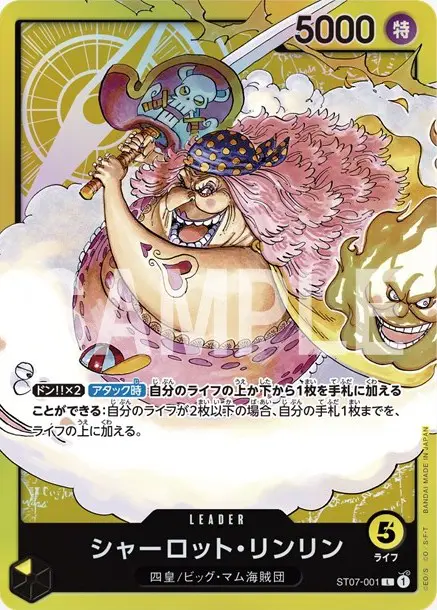 5000 特
SAMPLE
ドン!!×2 アタック時 自分のライフの上か下から1枚を手札に加える
ことができる:自分のライフが2枚以下の場合、自分の手札1枚までを、
ライフの上に加える。
LEADER
シャーロット・リンリン
四皇/ビッグ・マム海賊団
5
ライフ
ST07-001 L 1
©E.O/S ©O.S-F-T BANDAI MADE IN JAPAN